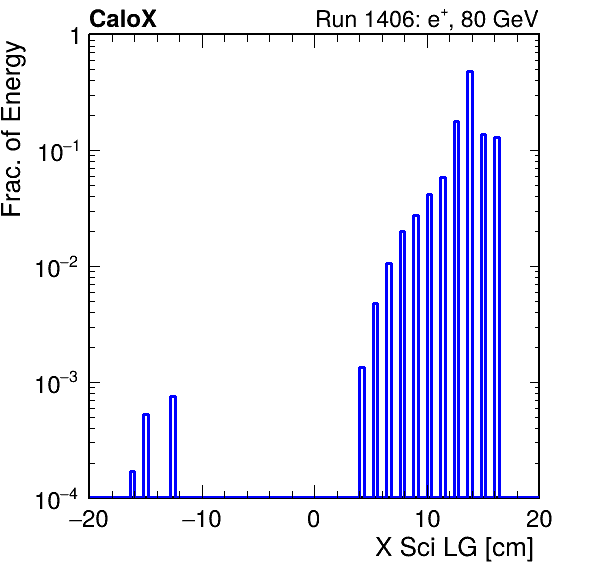 CaloX Run 1406: e⁺, 80 GeV
Frac. of Energy
1
10⁻¹
10⁻²
10⁻³
10⁻⁴
−20 −10 0 10 20
X Sci LG [cm]